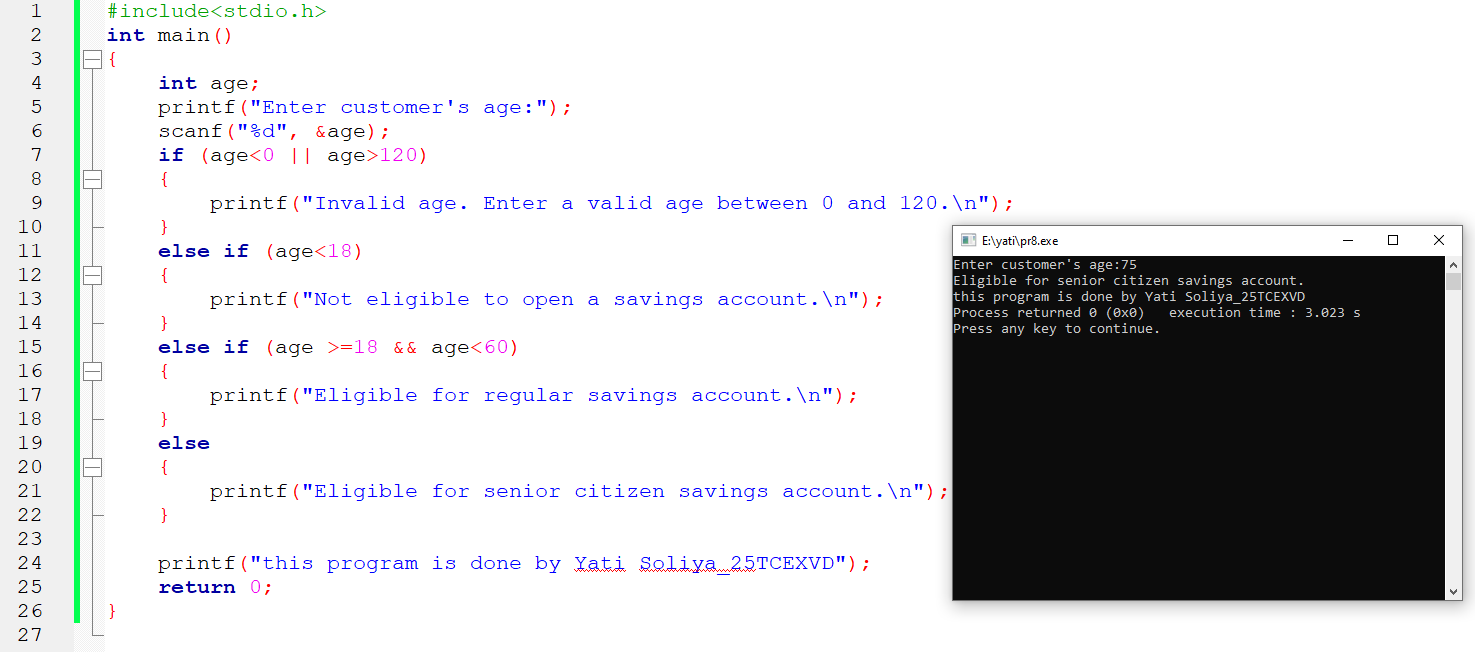 1 #include<stdio.h>
2 int main()
3 {
4     int age;
5     printf("Enter customer's age:");
6     scanf("%d", &age);
7     if (age<0 || age>120)
8     {
9         printf("Invalid age. Enter a valid age between 0 and 120.\n");
10     }
11     else if (age<18)
12     {
13         printf("Not eligible to open a savings account.\n");
14     }
15     else if (age >=18 && age<60)
16     {
17         printf("Eligible for regular savings account.\n");
18     }
19     else
20     {
21         printf("Eligible for senior citizen savings account.\n");
22     }
23
24     printf("this program is done by Yati Soliya_25TCEXVD");
25     return 0;
26 }
27
E:\yati\pr8.exe
Enter customer's age:75
Eligible for senior citizen savings account.
this program is done by Yati Soliya_25TCEXVD
Process returned 0 (0x0)   execution time : 3.023 s
Press any key to continue.